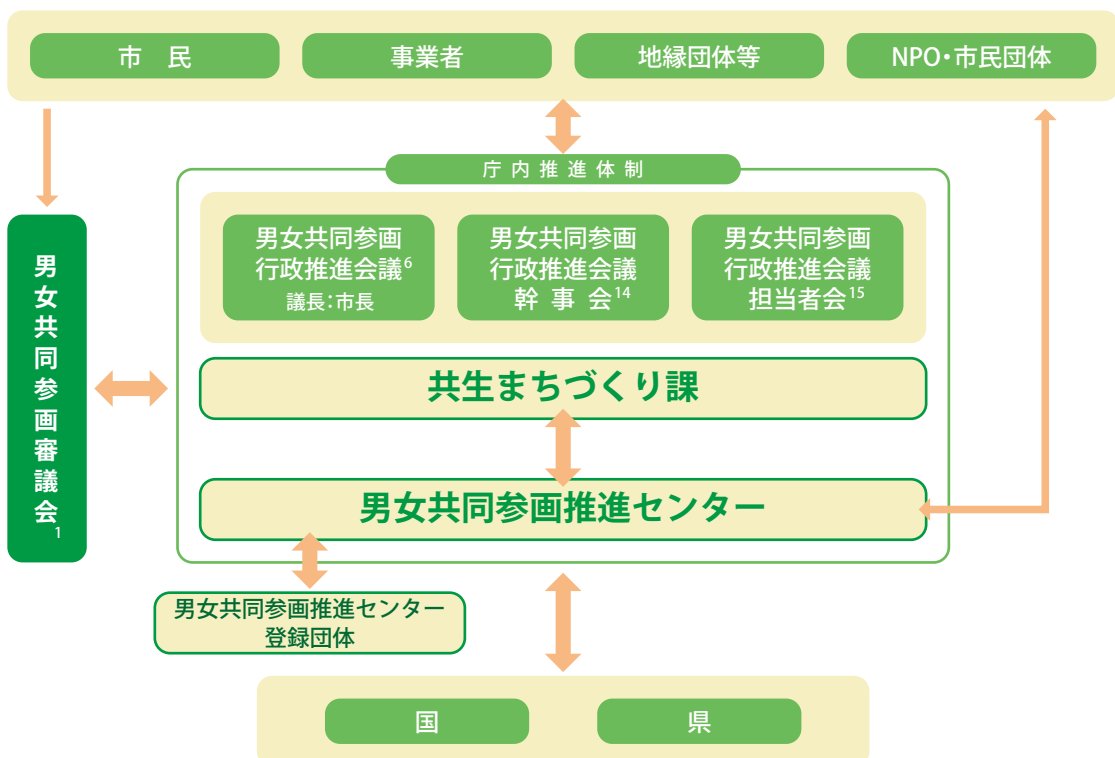 市　民
事業者
地縁団体等
NPO・市民団体
庁内推進体制
男女共同参画
行政推進会議6
議長：市長
男女共同参画
行政推進会議
幹事会14
男女共同参画
行政推進会議
担当者会15
男女共同参画審議会1
共生まちづくり課
男女共同参画推進センター
男女共同参画推進センター
登録団体
国
県